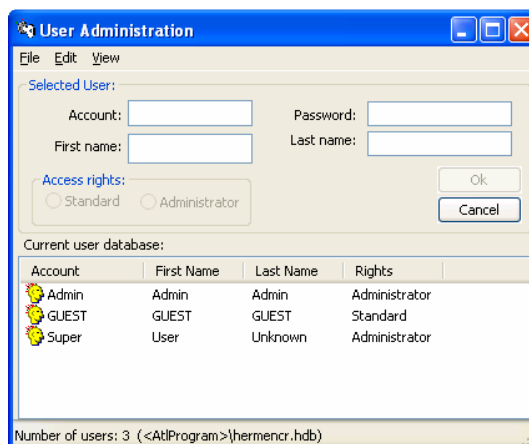 User Administration
File Edit View
Selected User:
Account:
Password:
First name:
Last name:
Access rights:
Standard
Administrator
Ok
Cancel
Current user database:
Account First Name Last Name Rights
Admin Admin Admin Administrator
GUEST GUEST GUEST Standard
Super User Unknown Administrator
Number of users: 3 (<AtlProgram>\hermencr.hdb)